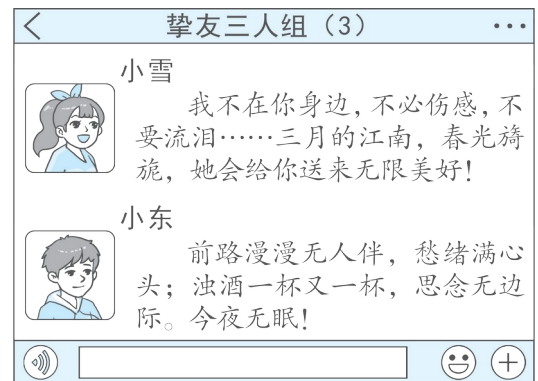 挚友三人组（3）
小雪
我不在你身边，不必伤感，不
要流泪……三月的江南，春光旖
旎，她会给你送来无限美好！
小东
前路漫漫无人伴，愁绪满心
头；浊酒一杯又一杯，思念无边
际。今夜无眠！